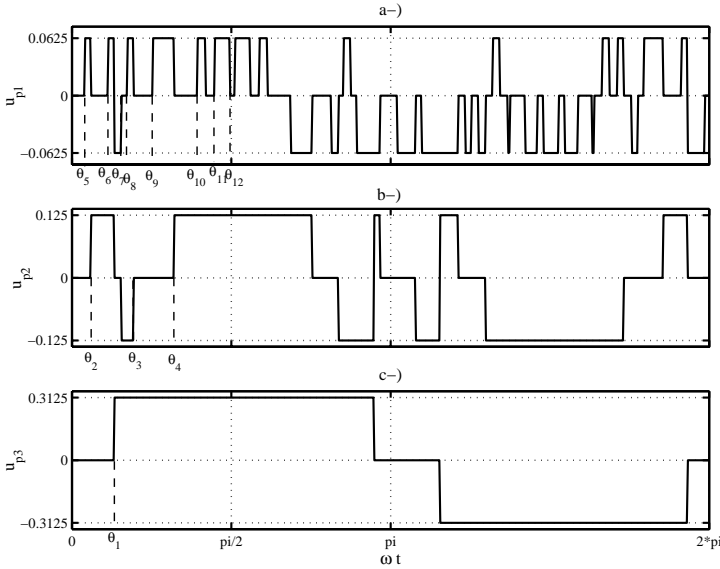 a−)
0.0625
0
−0.0625
u_p1
θ_5 θ_6 θ_7 θ_8 θ_9 θ_10 θ_11 θ_12
b−)
0.125
0
−0.125
u_p2
θ_2 θ_3 θ_4
c−)
0.3125
0
−0.3125
u_p3
0 θ_1 pi/2 pi 2*pi
ω t